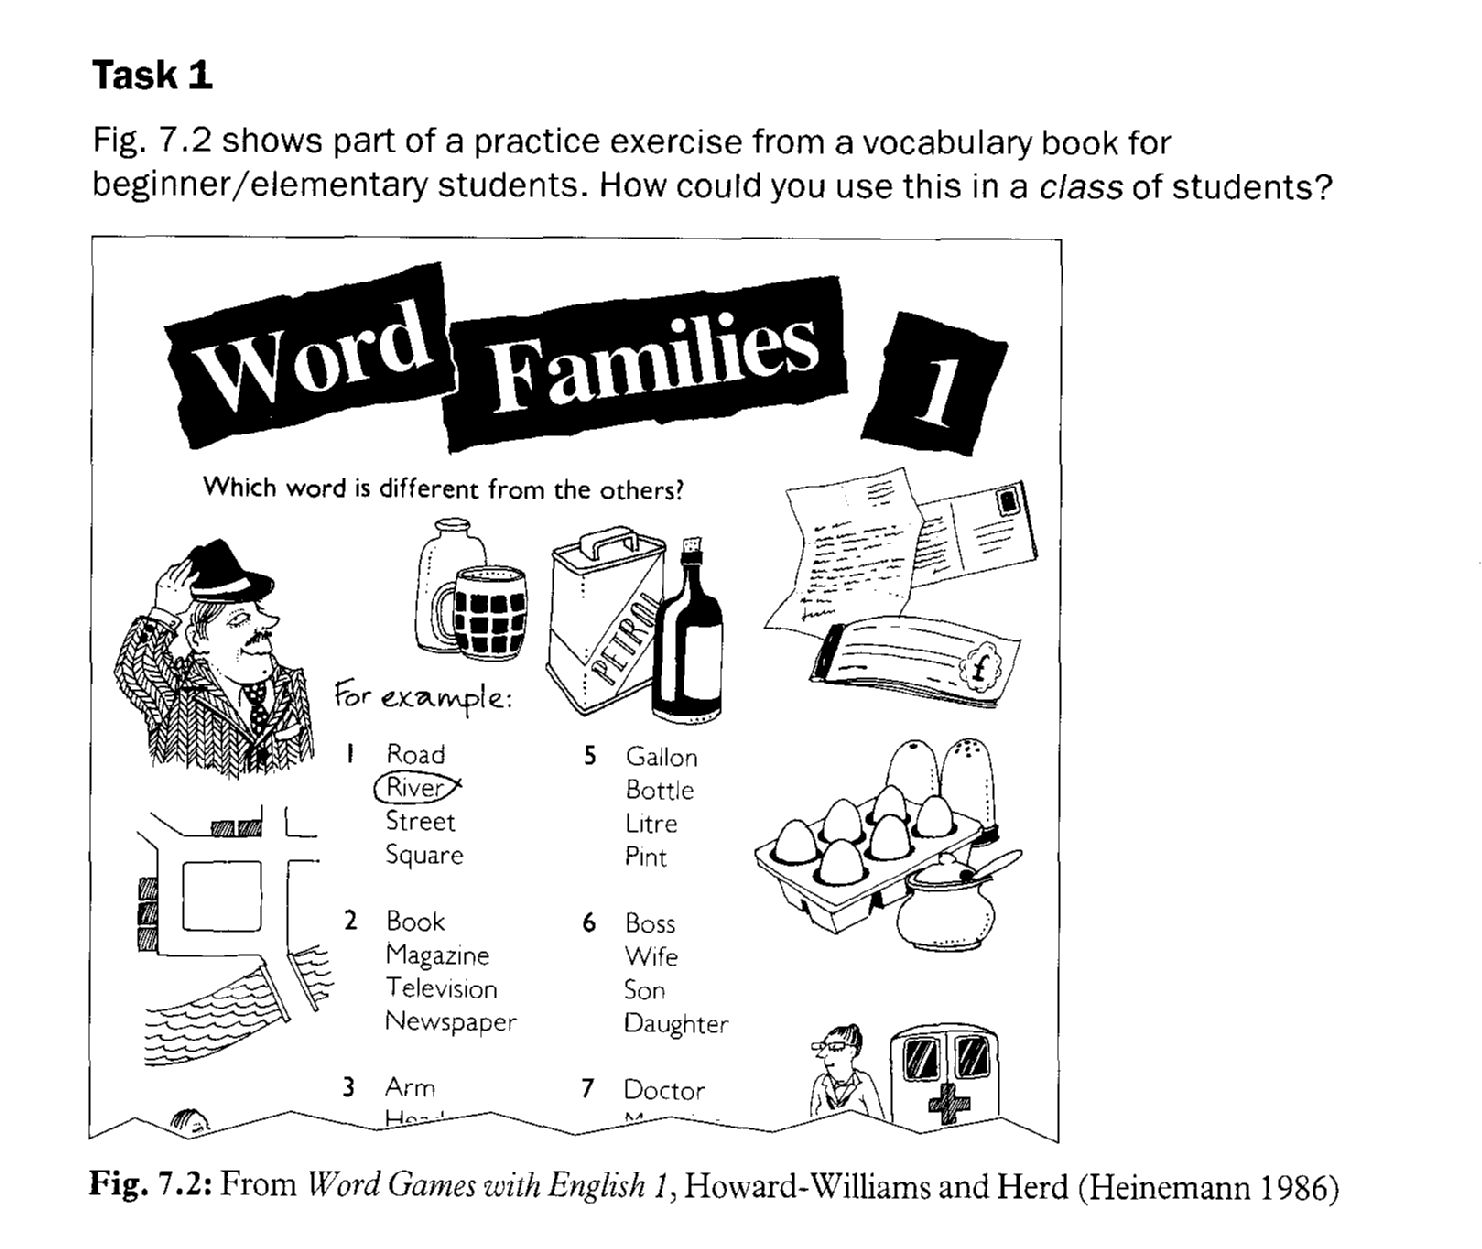 Task 1
Fig. 7.2 shows part of a practice exercise from a vocabulary book for
beginner/elementary students. How could you use this in a class of students?
Word Families 1
Which word is different from the others?
PETROL
£
For example:
1 Road
River
Street
Square
2 Book
Magazine
Television
Newspaper
3 Arm
5 Gallon
Bottle
Litre
Pint
6 Boss
Wife
Son
Daughter
7 Doctor
Fig. 7.2: From Word Games with English 1, Howard-Williams and Herd (Heinemann 1986)